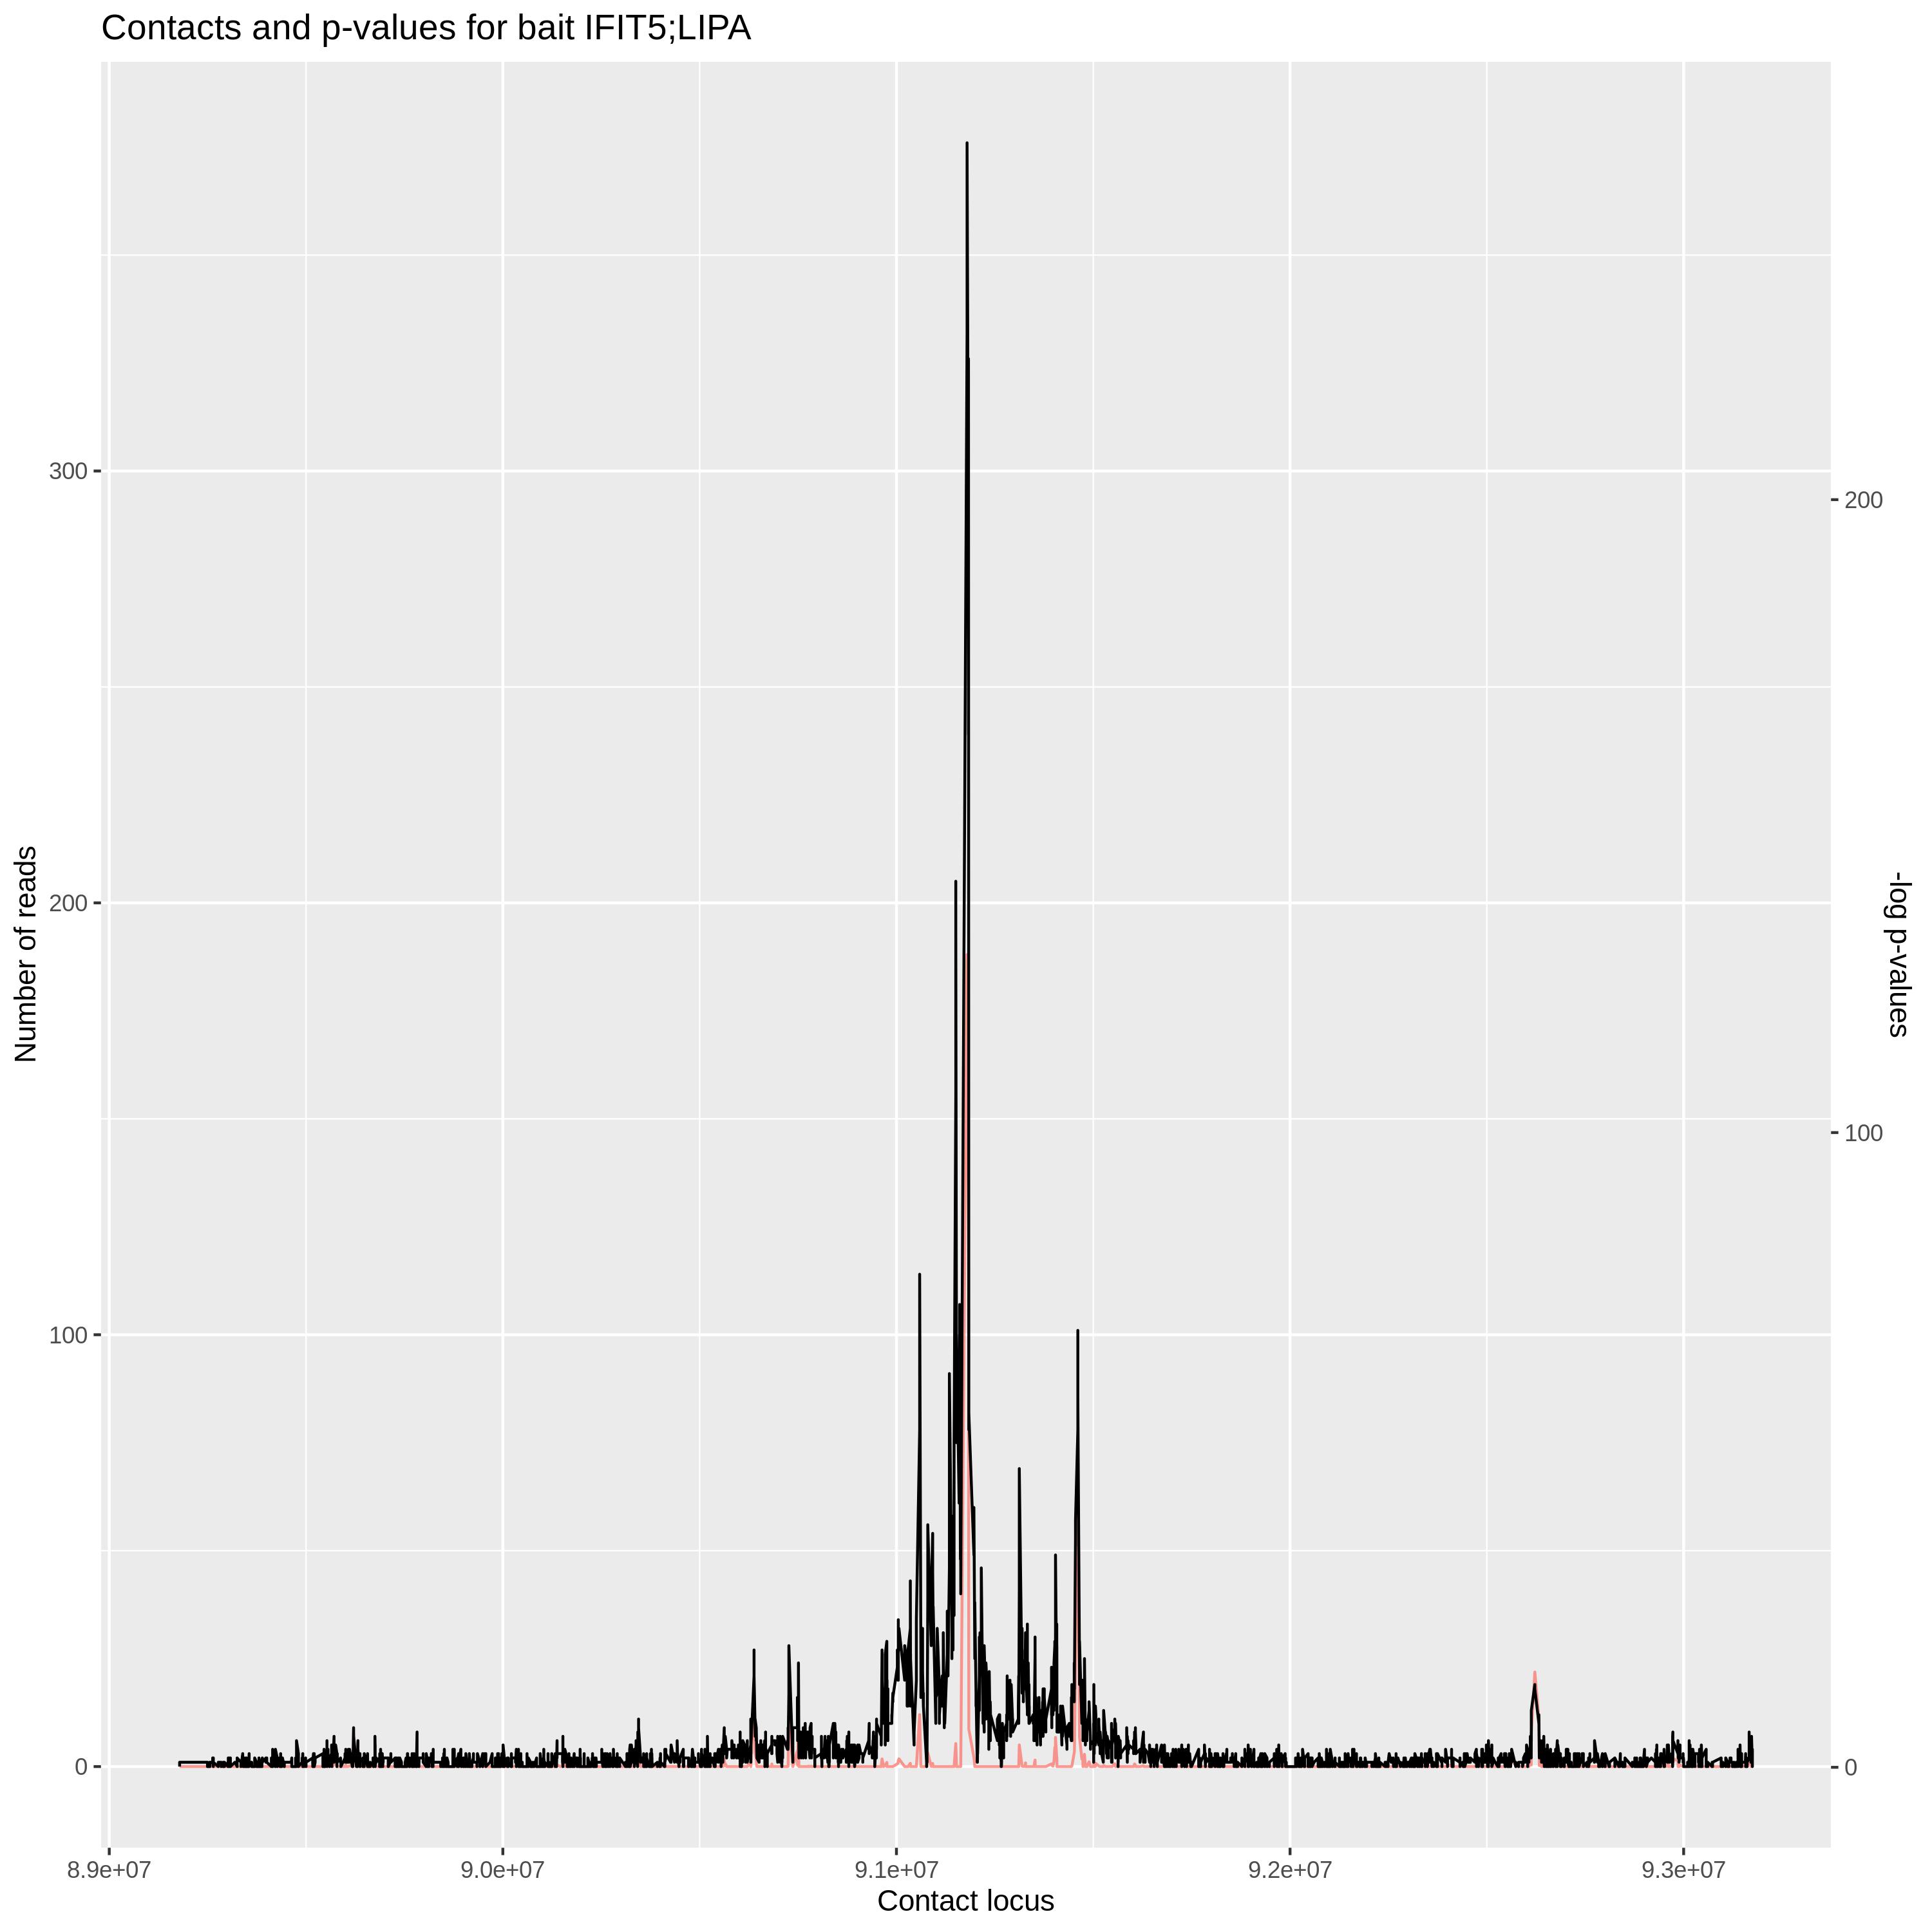 Contacts and p-values for bait IFIT5;LIPA
Number of reads
300
200
100
0
200
100
0
-log p-values
8.9e+07 9.0e+07 9.1e+07 9.2e+07 9.3e+07
Contact locus